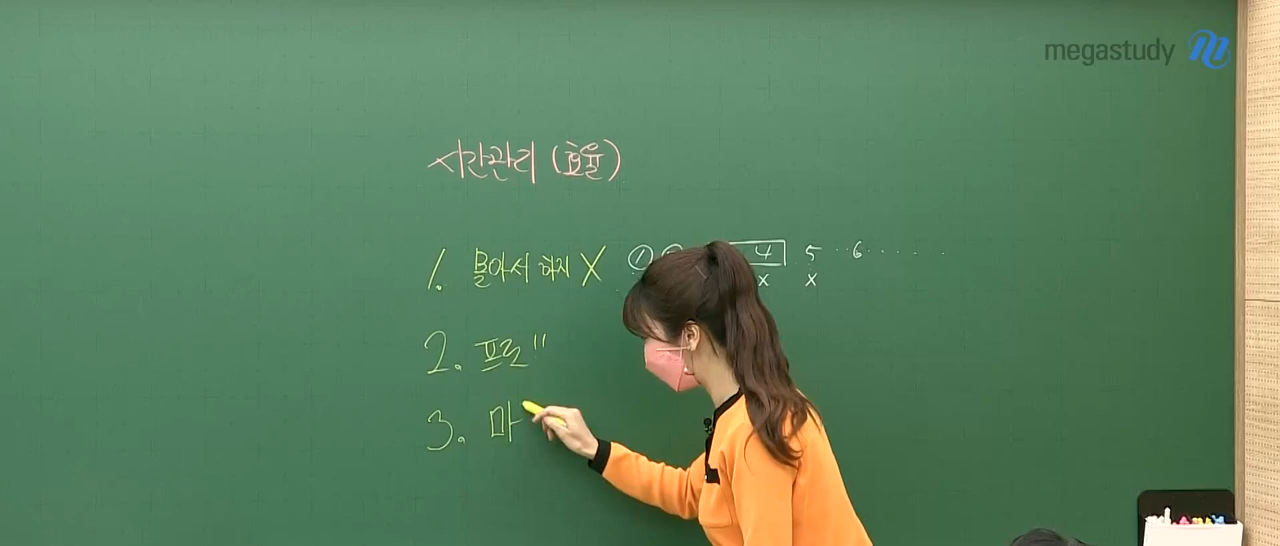 megastudy
시간관리 (효율)
1. 몰아서 하지 X ① 4 5 ·· 6 · · · · ·
x x
2. 프로"
3. 마